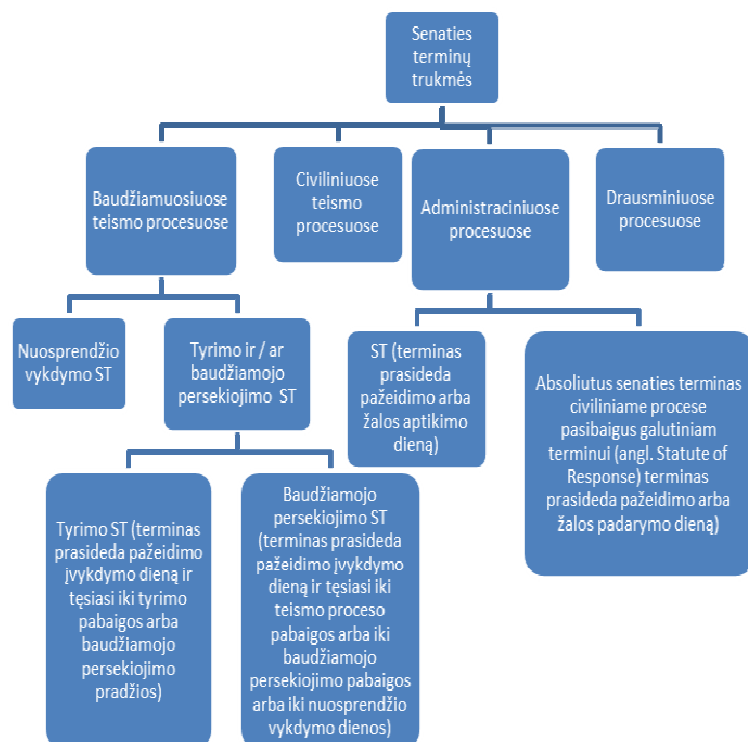 Senaties
terminų
trukmės
Baudžiamuosiuose
teismo procesuose
Civiliniuose
teismo
procesuose
Administraciniuose
procesuose
Drausminiuose
procesuose
Nuosprendžio
vykdymo ST
Tyrimo ir / ar
baudžiamojo
persekiojimo ST
ST (terminas
prasideda
pažeidimo arba
žalos aptikimo
dieną)
Absoliutus senaties terminas
civiliniame procese
pasibaigus galutiniam
terminui (angl. Statute of
Response) terminas
prasideda pažeidimo arba
žalos padarymo dieną)
Tyrimo ST (terminas
prasideda pažeidimo
įvykdymo dieną ir
tęsiasi iki tyrimo
pabaigos arba
baudžiamojo
persekiojimo
pradžios)
Baudžiamojo
persekiojimo ST
(terminas prasideda
pažeidimo įvykdymo
dieną ir tęsiasi iki
teismo proceso
pabaigos arba iki
baudžiamojo
persekiojimo pabaigos
arba iki nuosprendžio
vykdymo dienos)